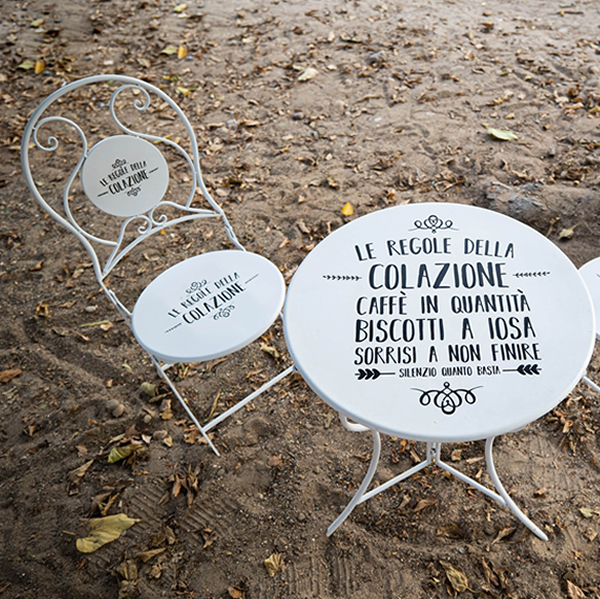 LE REGOLE DELLA
COLAZIONE
LE REGOLE DELLA
COLAZIONE
LE REGOLE DELLA
COLAZIONE
CAFFÈ IN QUANTITÀ
BISCOTTI A IOSA
SORRISI A NON FINIRE
SILENZIO QUANTO BASTA